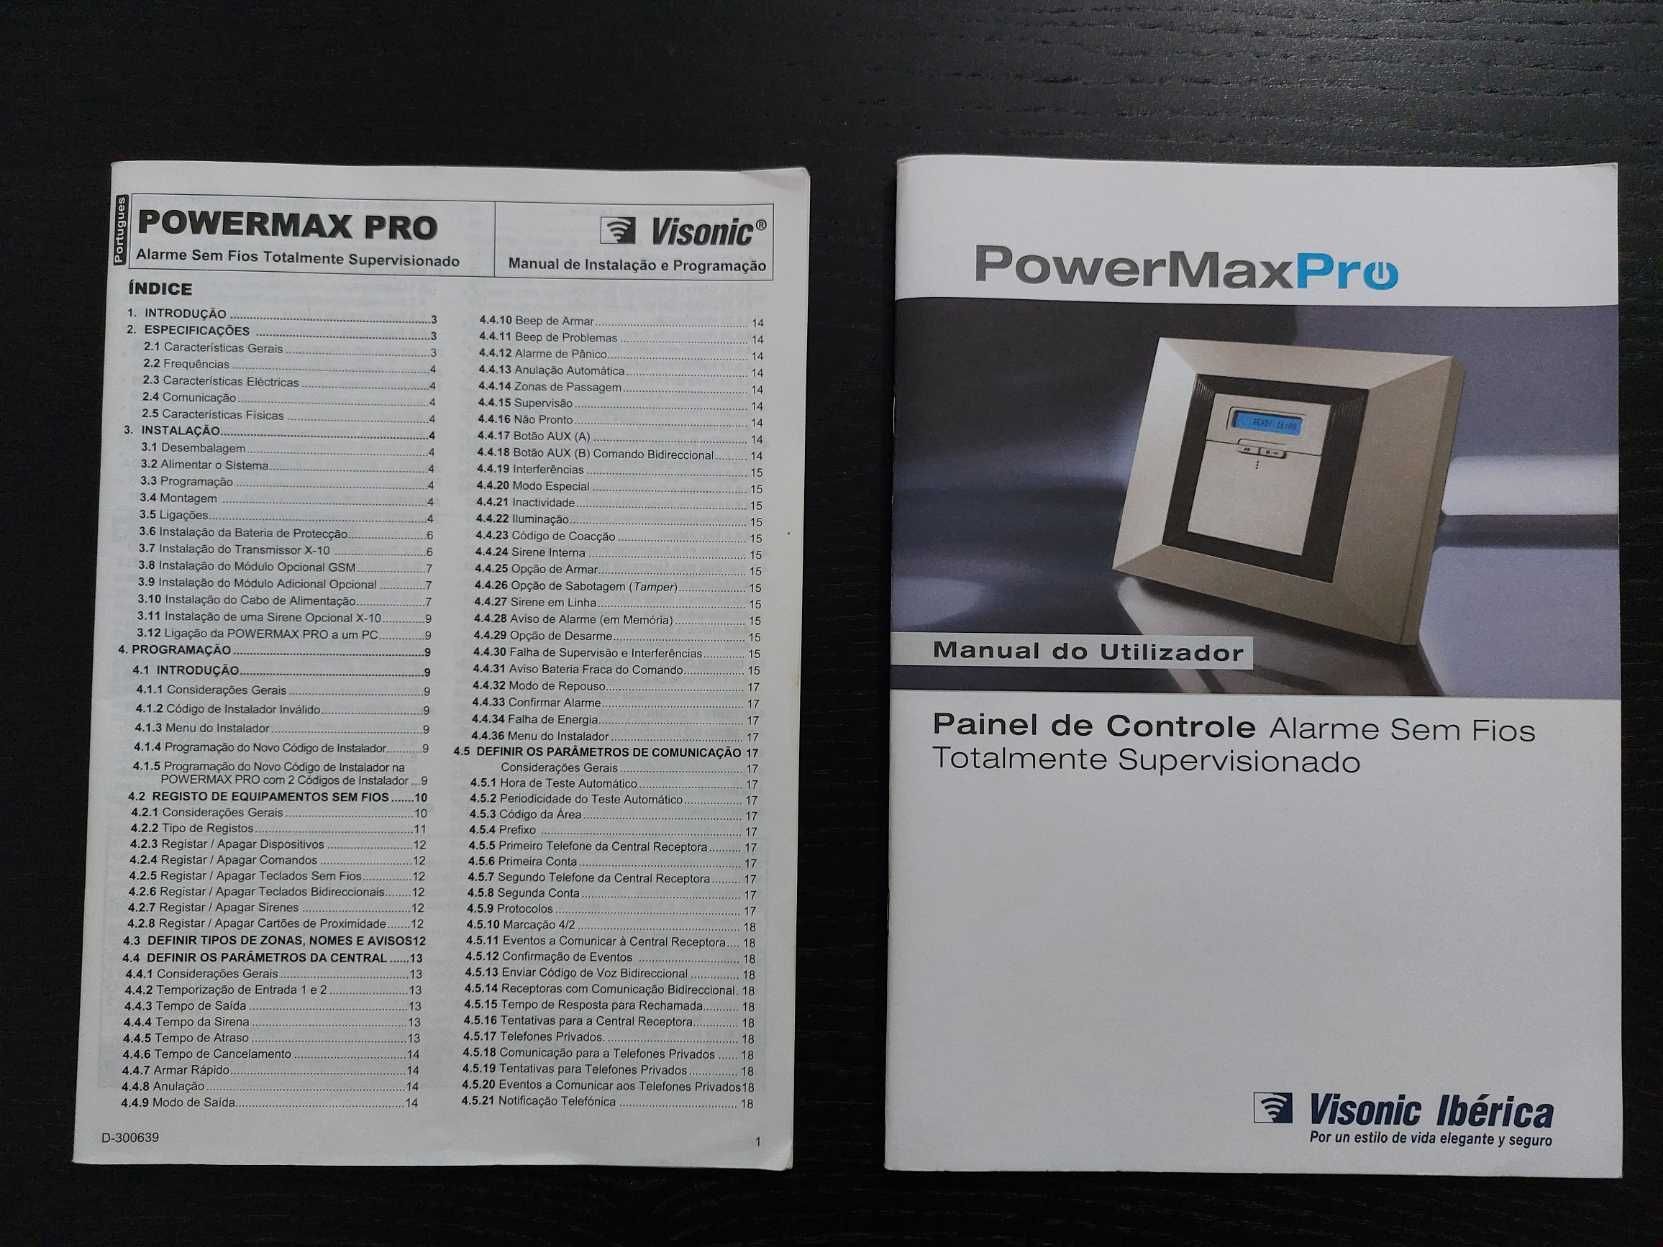 Portugues
POWERMAX PRO
Alarme Sem Fios Totalmente Supervisionado
Visonic®
Manual de Instalação e Programação
ÍNDICE
1. INTRODUÇÃO ..........3
2. ESPECIFICAÇÕES ..........3
2.1 Características Gerais..........3
2.2 Frequências..........4
2.3 Características Eléctricas..........4
2.4 Comunicação..........4
2.5 Características Físicas..........4
3. INSTALAÇÃO..........4
3.1 Desembalagem..........4
3.2 Alimentar o Sistema..........4
3.3 Programação..........4
3.4 Montagem..........4
3.5 Ligações..........4
3.6 Instalação da Bateria de Protecção..........6
3.7 Instalação do Transmissor X-10..........6
3.8 Instalação do Módulo Opcional GSM..........7
3.9 Instalação do Módulo Adicional Opcional..........7
3.10 Instalação do Cabo de Alimentação..........7
3.11 Instalação de uma Sirene Opcional X-10..........9
3.12 Ligação da POWERMAX PRO a um PC..........9
4. PROGRAMAÇÃO..........9
4.1 INTRODUÇÃO..........9
4.1.1 Considerações Gerais..........9
4.1.2 Código de Instalador Inválido..........9
4.1.3 Menu do Instalador..........9
4.1.4 Programação do Novo Código de Instalador..........9
4.1.5 Programação do Novo Código de Instalador na
POWERMAX PRO com 2 Códigos de Instalador ...9
4.2 REGISTO DE EQUIPAMENTOS SEM FIOS.......10
4.2.1 Considerações Gerais..........10
4.2.2 Tipo de Registos..........11
4.2.3 Registar / Apagar Dispositivos..........12
4.2.4 Registar / Apagar Comandos..........12
4.2.5 Registar / Apagar Teclados Sem Fios..........12
4.2.6 Registar / Apagar Teclados Bidireccionais........12
4.2.7 Registar / Apagar Sirenes..........12
4.2.8 Registar / Apagar Cartões de Proximidade.......12
4.3 DEFINIR TIPOS DE ZONAS, NOMES E AVISOS12
4.4 DEFINIR OS PARÂMETROS DA CENTRAL......13
4.4.1 Considerações Gerais..........13
4.4.2 Temporização de Entrada 1 e 2..........13
4.4.3 Tempo de Saída..........13
4.4.4 Tempo da Sirena..........13
4.4.5 Tempo de Atraso..........13
4.4.6 Tempo de Cancelamento..........14
4.4.7 Armar Rápido..........14
4.4.8 Anulação..........14
4.4.9 Modo de Saída..........14
4.4.10 Beep de Armar.......... 14
4.4.11 Beep de Problemas.......... 14
4.4.12 Alarme de Pânico.......... 14
4.4.13 Anulação Automática.......... 14
4.4.14 Zonas de Passagem.......... 14
4.4.15 Supervisão.......... 14
4.4.16 Não Pronto.......... 14
4.4.17 Botão AUX (A).......... 14
4.4.18 Botão AUX (B) Comando Bidireccional.......... 14
4.4.19 Interferências.......... 15
4.4.20 Modo Especial.......... 15
4.4.21 Inactividade.......... 15
4.4.22 Iluminação.......... 15
4.4.23 Código de Coacção.......... 15
4.4.24 Sirene Interna.......... 15
4.4.25 Opção de Armar.......... 15
4.4.26 Opção de Sabotagem (Tamper).......... 15
4.4.27 Sirene em Linha.......... 15
4.4.28 Aviso de Alarme (em Memória).......... 15
4.4.29 Opção de Desarme.......... 15
4.4.30 Falha de Supervisão e Interferências.......... 15
4.4.31 Aviso Bateria Fraca do Comando.......... 15
4.4.32 Modo de Repouso.......... 17
4.4.33 Confirmar Alarme.......... 17
4.4.34 Falha de Energia.......... 17
4.4.36 Menu do Instalador.......... 17
4.5 DEFINIR OS PARÂMETROS DE COMUNICAÇÃO 17
Considerações Gerais.......... 17
4.5.1 Hora de Teste Automático.......... 17
4.5.2 Periodicidade do Teste Automático.......... 17
4.5.3 Código da Área.......... 17
4.5.4 Prefixo.......... 17
4.5.5 Primeiro Telefone da Central Receptora.......... 17
4.5.6 Primeira Conta.......... 17
4.5.7 Segundo Telefone da Central Receptora.......... 17
4.5.8 Segunda Conta.......... 17
4.5.9 Protocolos.......... 17
4.5.10 Marcação 4/2.......... 18
4.5.11 Eventos a Comunicar à Central Receptora.... 18
4.5.12 Confirmação de Eventos.......... 18
4.5.13 Enviar Código de Voz Bidireccional.......... 18
4.5.14 Receptoras com Comunicação Bidireccional. 18
4.5.15 Tempo de Resposta para Rechamada.......... 18
4.5.16 Tentativas para a Central Receptora.......... 18
4.5.17 Telefones Privados.......... 18
4.5.18 Comunicação para a Telefones Privados...... 18
4.5.19 Tentativas para Telefones Privados.......... 18
4.5.20 Eventos a Comunicar aos Telefones Privados18
4.5.21 Notificação Telefónica.......... 18
D-300639
1
PowerMaxPro
Manual do Utilizador
Painel de Controle Alarme Sem Fios
Totalmente Supervisionado
Visonic Ibérica
Por un estilo de vida elegante y seguro